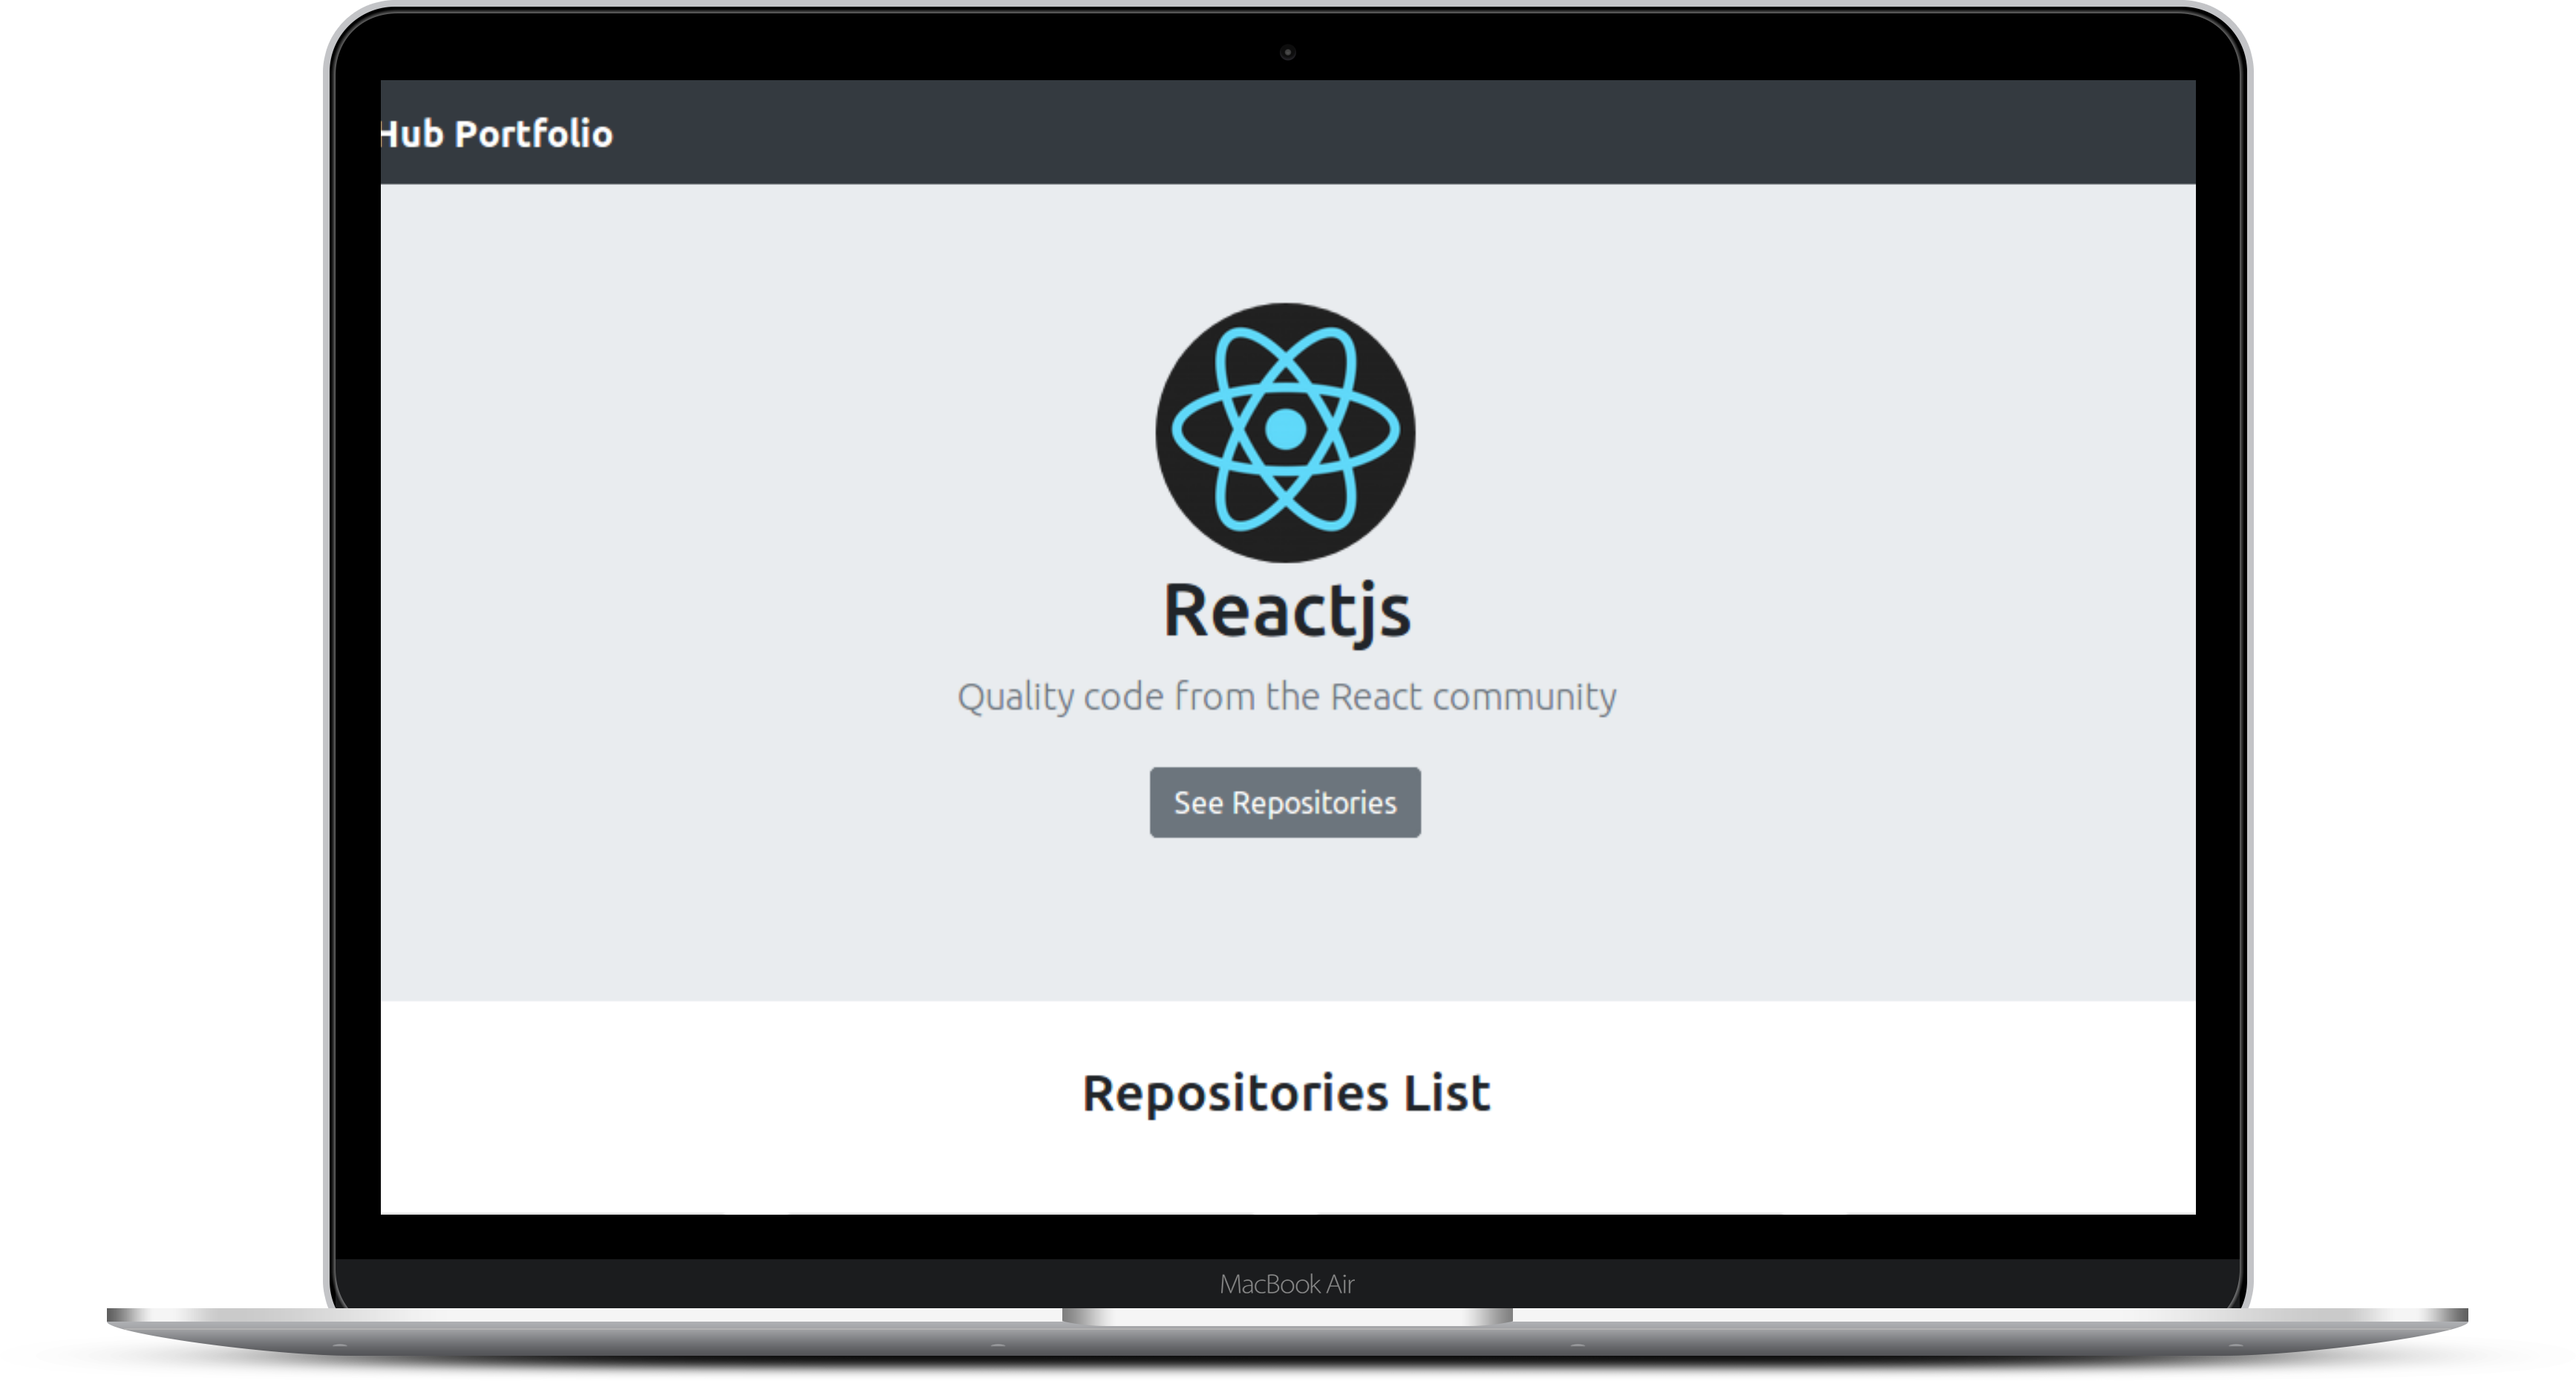 Hub Portfolio
Reactjs
Quality code from the React community
See Repositories
Repositories List
MacBook Air